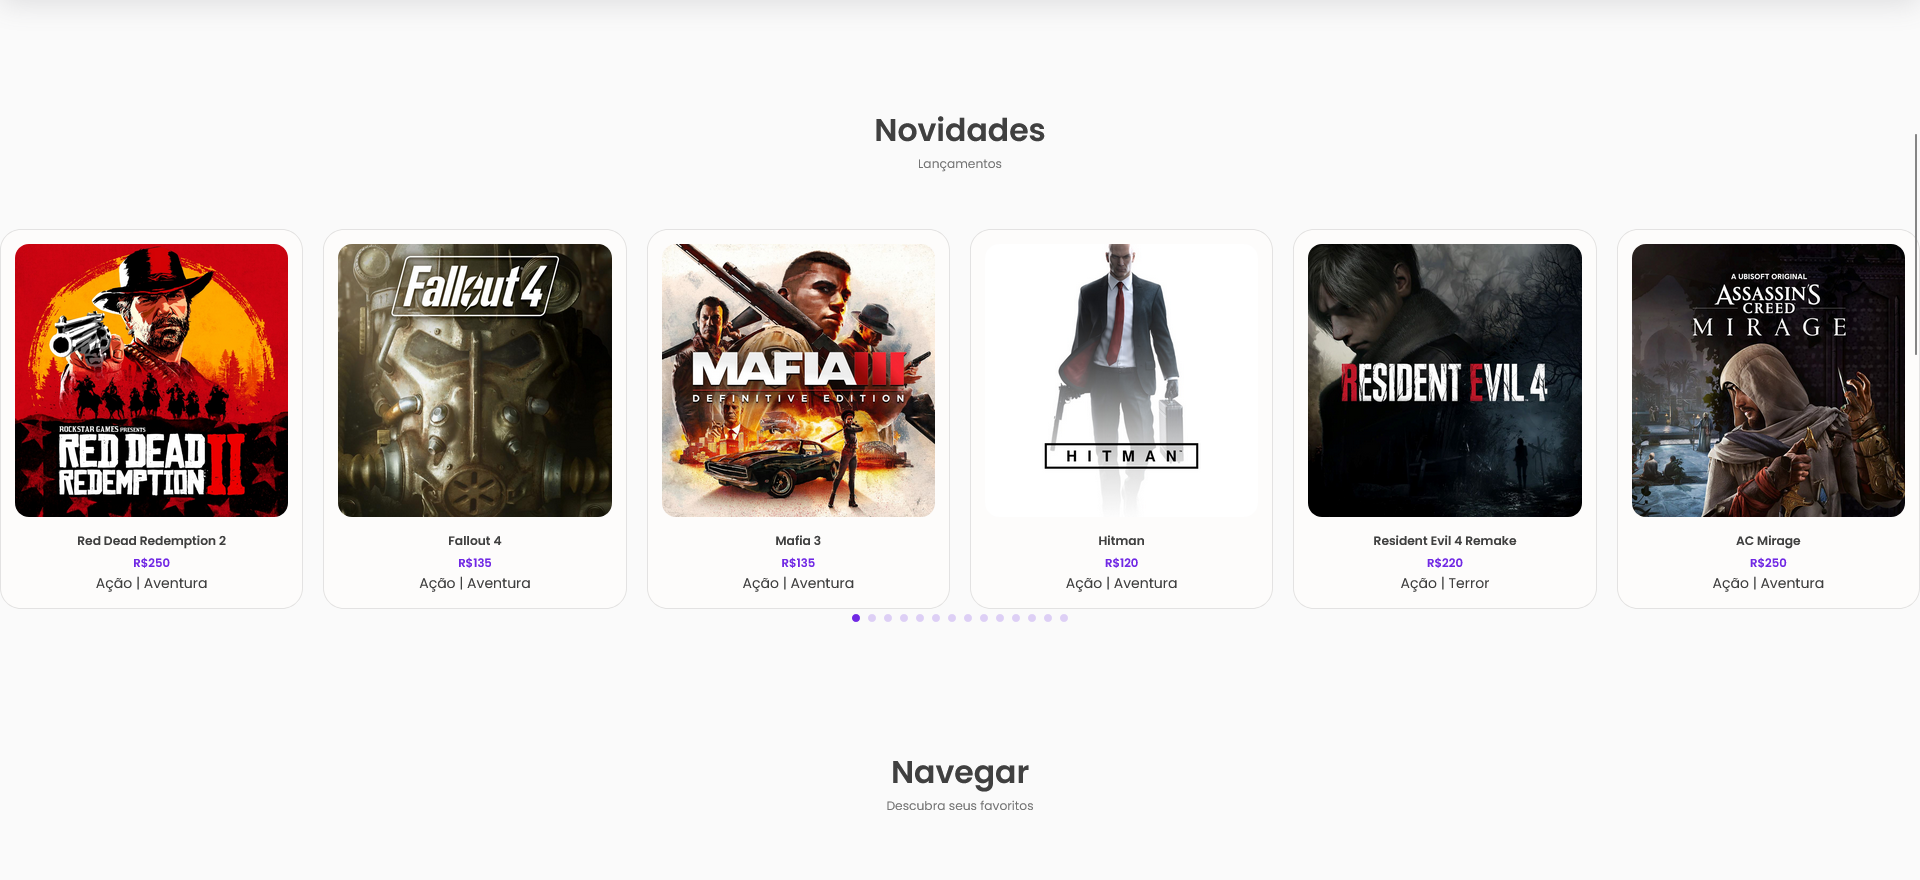 Novidades
Lançamentos
ROCKSTAR GAMES PRESENTS
RED DEAD
REDEMPTION II
Fallout 4
MAFIA III
DEFINITIVE EDITION
HITMAN
RESIDENT EVIL 4
A UBISOFT ORIGINAL
ASSASSIN'S
CREED
MIRAGE
Red Dead Redemption 2
R$250
Ação | Aventura
Fallout 4
R$135
Ação | Aventura
Mafia 3
R$135
Ação | Aventura
Hitman
R$120
Ação | Aventura
Resident Evil 4 Remake
R$220
Ação | Terror
AC Mirage
R$250
Ação | Aventura
Navegar
Descubra seus favoritos